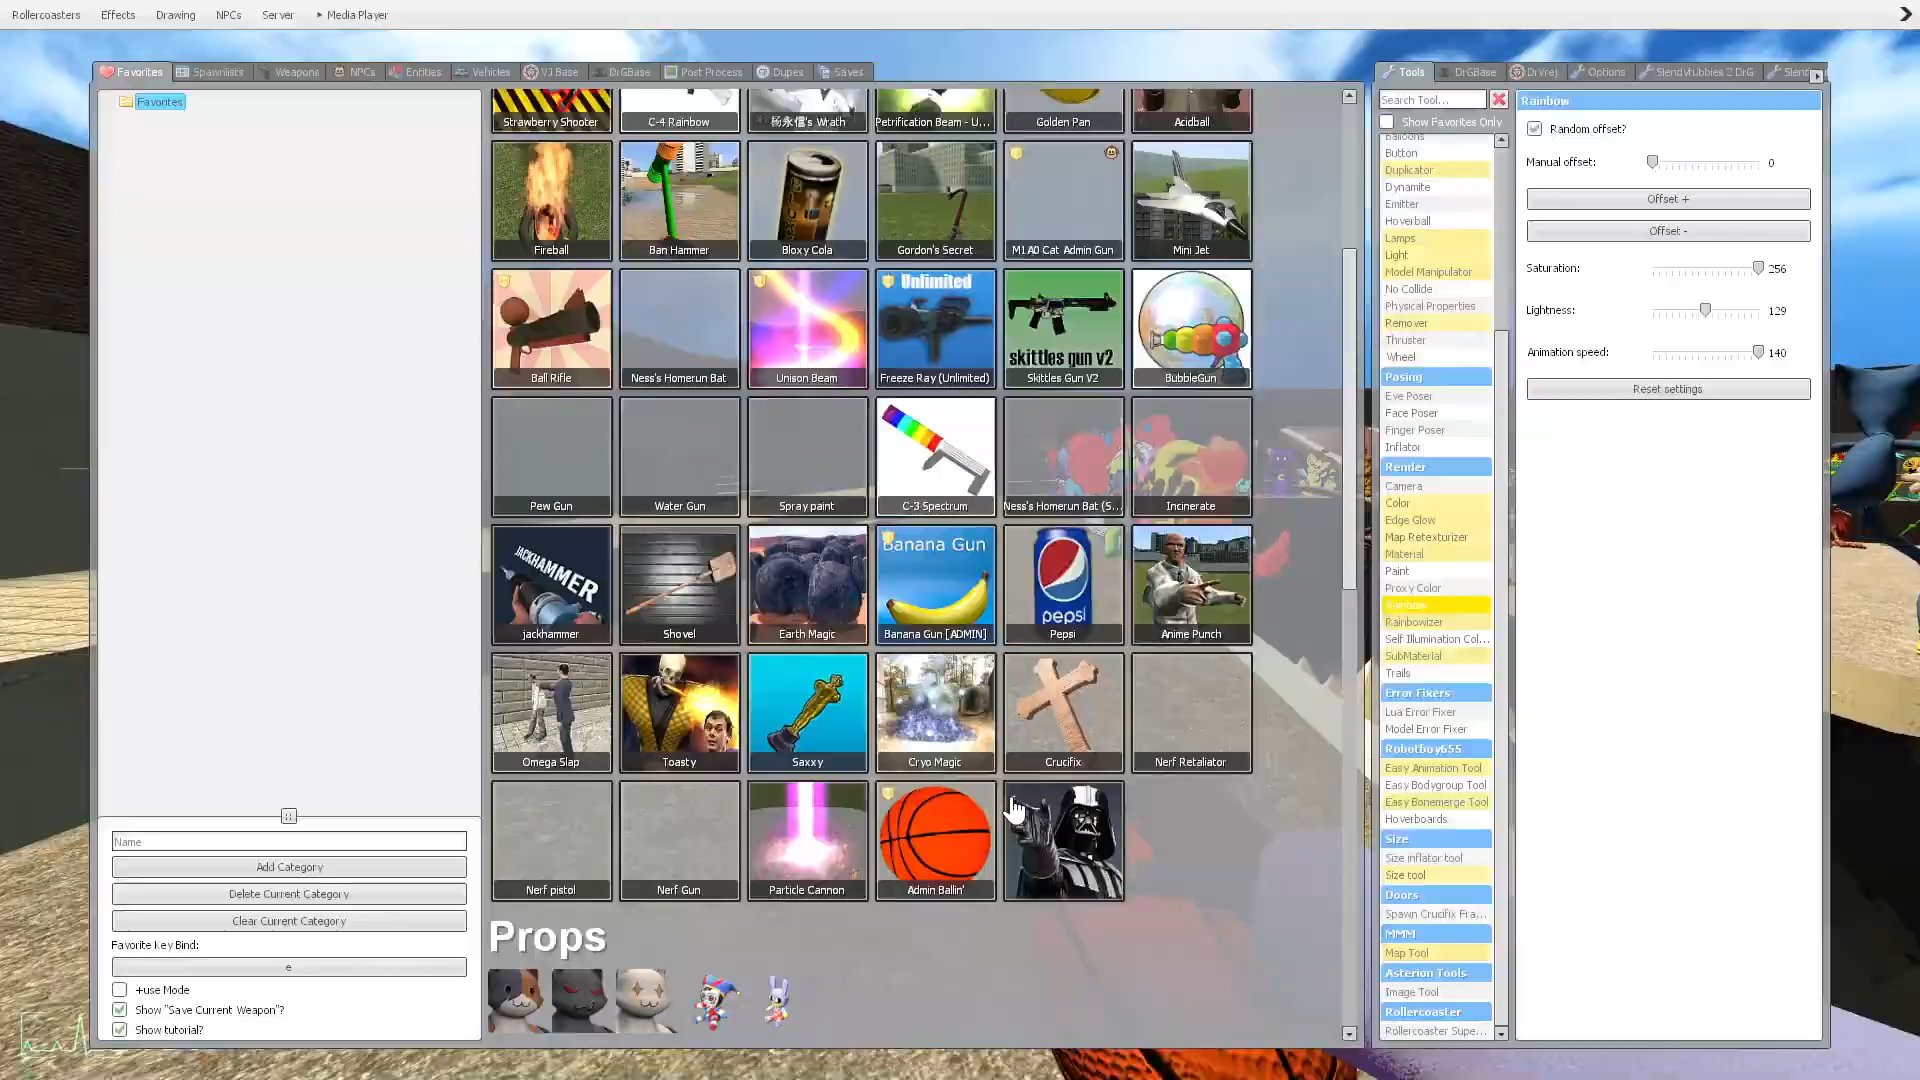 Rollercoasters Effects Drawing NPCs Server Media Player
Favorites Spawnlists Weapons NPCs Entities Vehicles VJ Base DrGBase Post Process Dupes Saves
Favorites
Strawberry Shooter C-4 Rainbow 杨永信's Wrath Petrification Beam - U... Golden Pan Acidball
Fireball Ban Hammer Bloxy Cola Gordon's Secret M1A0 Cat Admin Gun Mini Jet
Unlimited
skittles gun v2
Ball Rifle Ness's Homerun Bat Unison Beam Freeze Ray (Unlimited) Skittles Gun V2 BubbleGun
Pew Gun Water Gun Spray paint C-3 Spectrum Ness's Homerun Bat (S... Incinerate
JACKHAMMER
Banana Gun
pepsi
jackhammer Shovel Earth Magic Banana Gun [ADMIN] Pepsi Anime Punch
Omega Slap Toasty Saxxy Cryo Magic Crucifix Nerf Retaliator
Nerf pistol Nerf Gun Particle Cannon Admin Ballin'
Props
Name
Add Category
Delete Current Category
Clear Current Category
Favorite Key Bind:
e
+use Mode
Show "Save Current Weapon"?
Show tutorial?
Tools DrGBase DrVrej Options Slendytubbies 2 DrG
Search Tool...
Show Favorites Only
Balloons
Button
Duplicator
Dynamite
Emitter
Hoverball
Lamps
Light
Model Manipulator
No Collide
Physical Properties
Remover
Thruster
Wheel
Posing
Eye Poser
Face Poser
Finger Poser
Inflator
Render
Camera
Color
Edge Glow
Map Retexturizer
Material
Paint
Proxy Color
Rainbow
Rainbowizer
Self Illumination Col...
SubMaterial
Trails
Error Fixers
Lua Error Fixer
Model Error Fixer
Robotboy655
Easy Animation Tool
Easy Bodygroup Tool
Easy Bonemerge Tool
Hoverboards
Size
Size inflator tool
Size tool
Doors
Spawn Crucifix Fra...
MMM
Map Tool
Asterion Tools
Image Tool
Rollercoaster
Rollercoaster Supe...
Rainbow
Random offset?
Manual offset: 0
Offset +
Offset -
Saturation: 256
Lightness: 129
Animation speed: 140
Reset settings